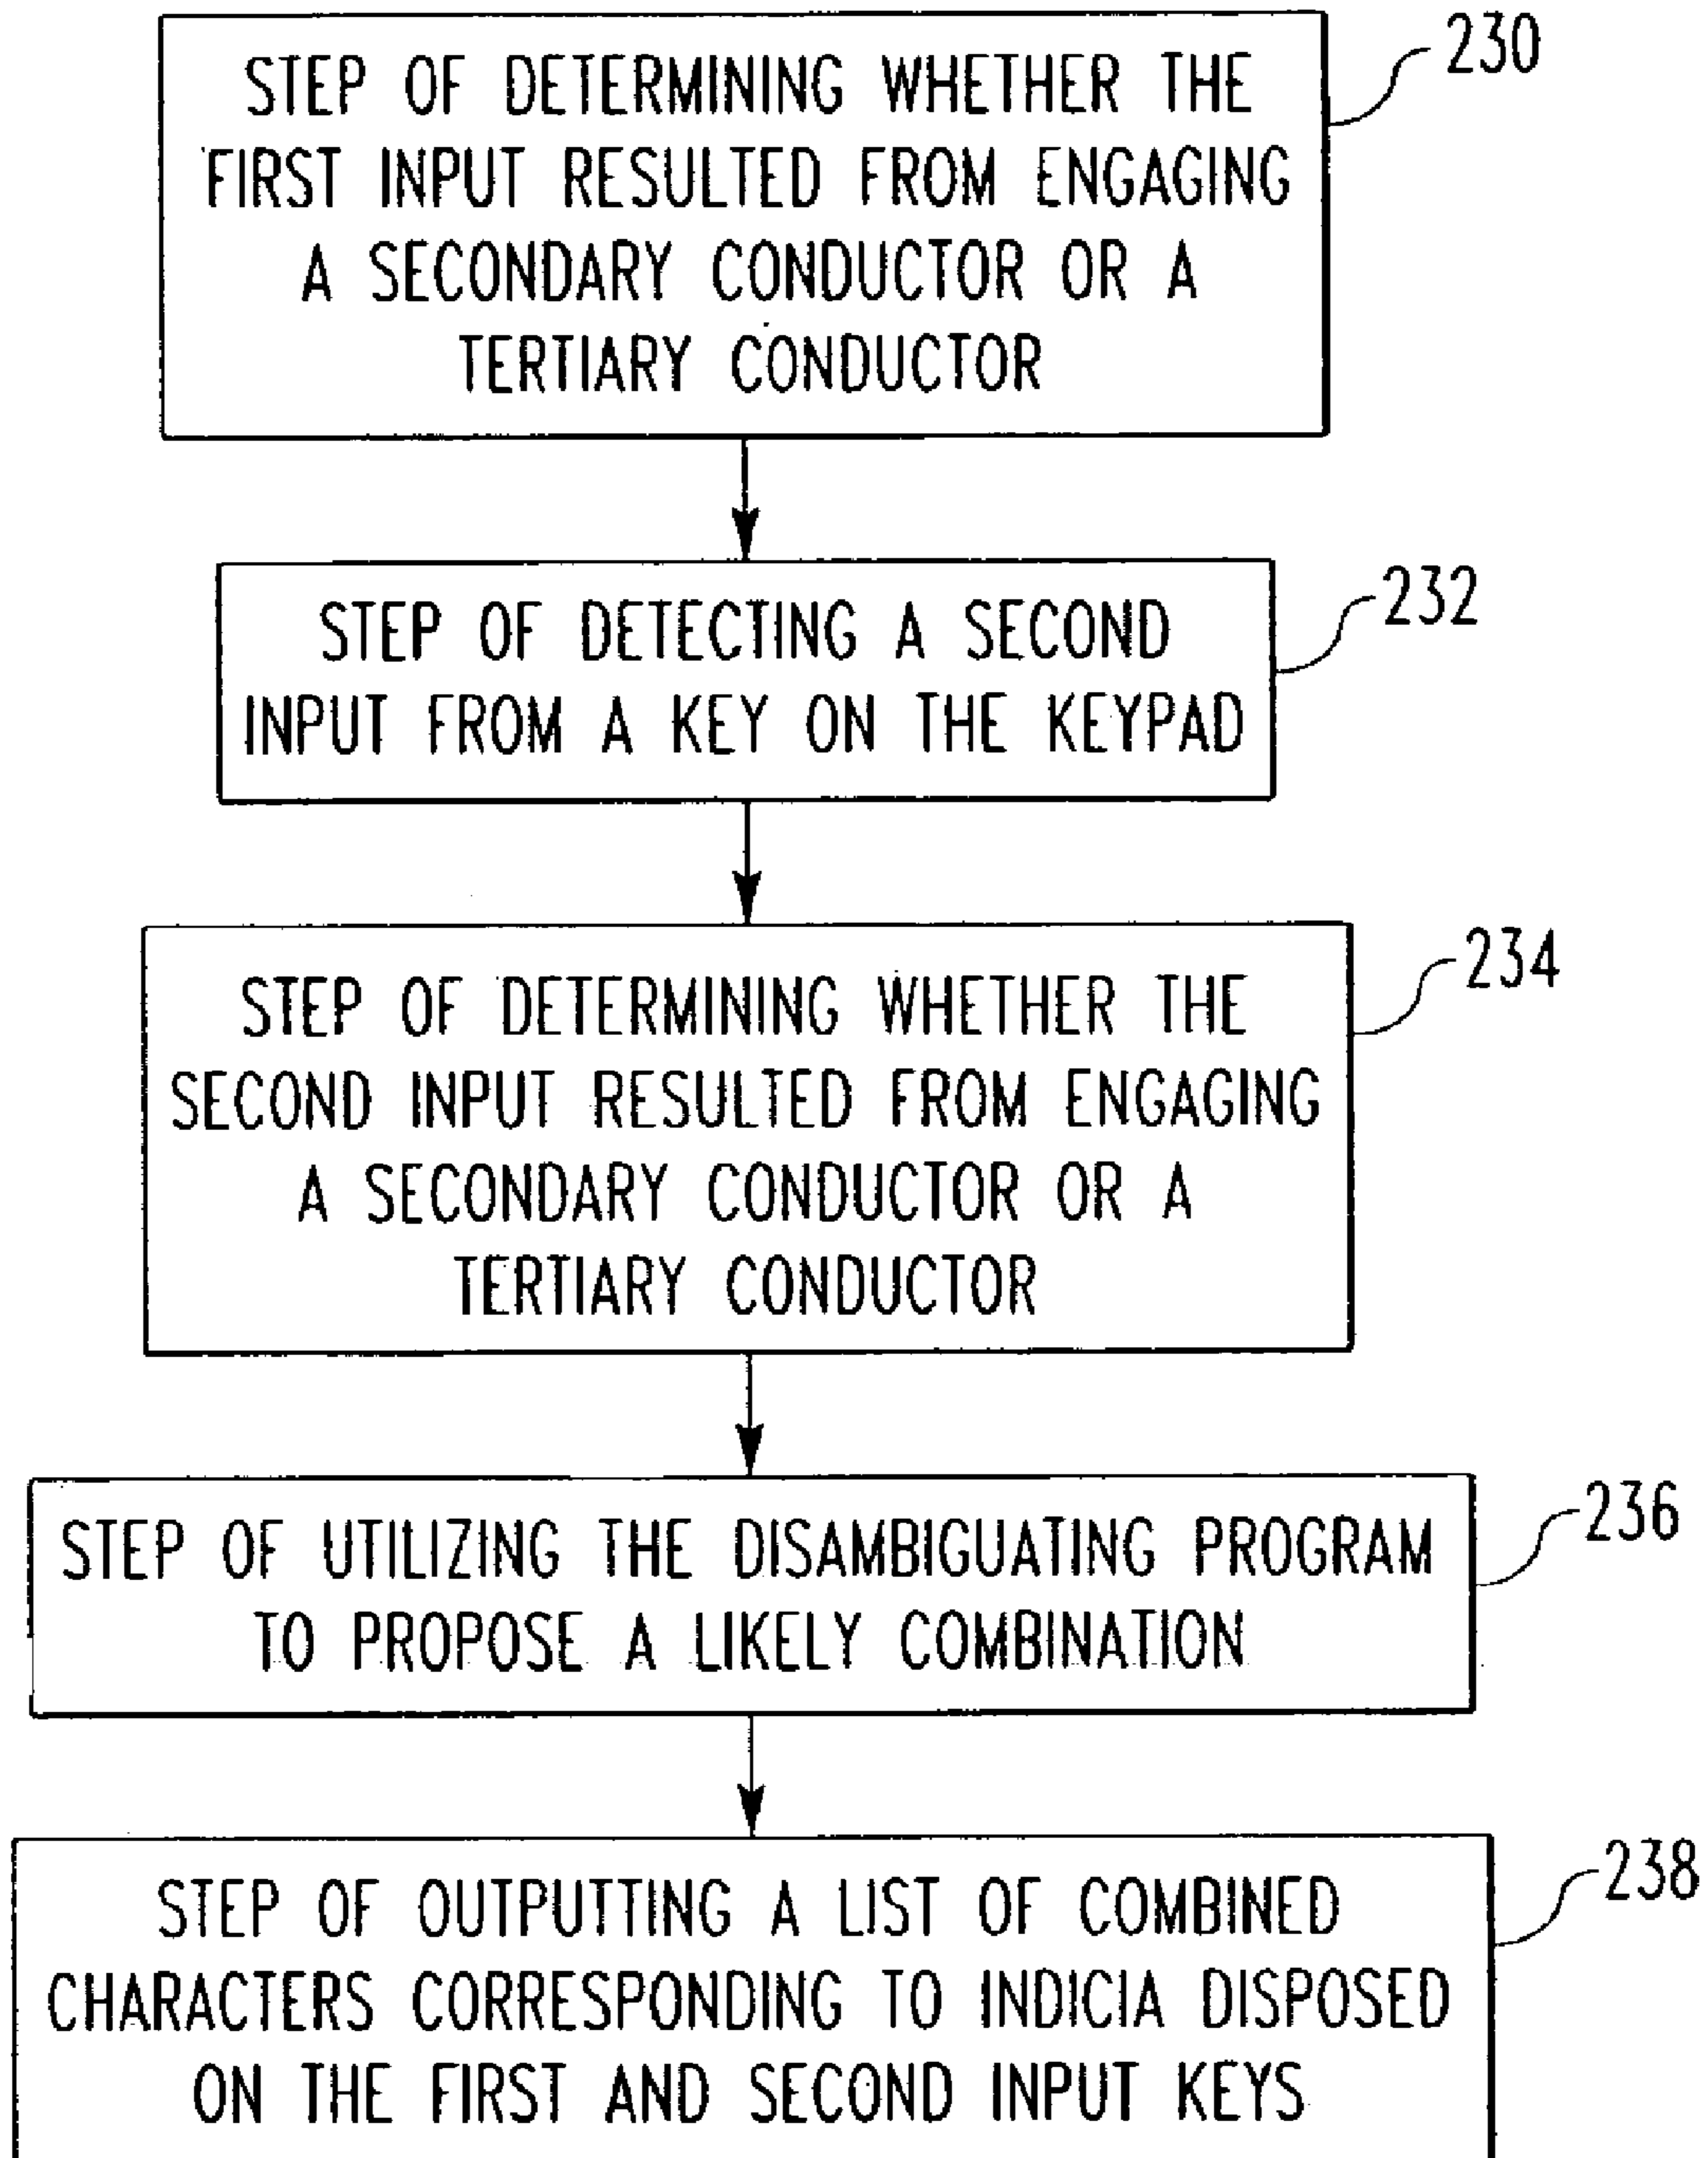 STEP OF DETERMINING WHETHER THE
FIRST INPUT RESULTED FROM ENGAGING
A SECONDARY CONDUCTOR OR A
TERTIARY CONDUCTOR
230
STEP OF DETECTING A SECOND
INPUT FROM A KEY ON THE KEYPAD
232
STEP OF DETERMINING WHETHER THE
SECOND INPUT RESULTED FROM ENGAGING
A SECONDARY CONDUCTOR OR A
TERTIARY CONDUCTOR
234
STEP OF UTILIZING THE DISAMBIGUATING PROGRAM
TO PROPOSE A LIKELY COMBINATION
236
STEP OF OUTPUTTING A LIST OF COMBINED
CHARACTERS CORRESPONDING TO INDICIA DISPOSED
ON THE FIRST AND SECOND INPUT KEYS
238